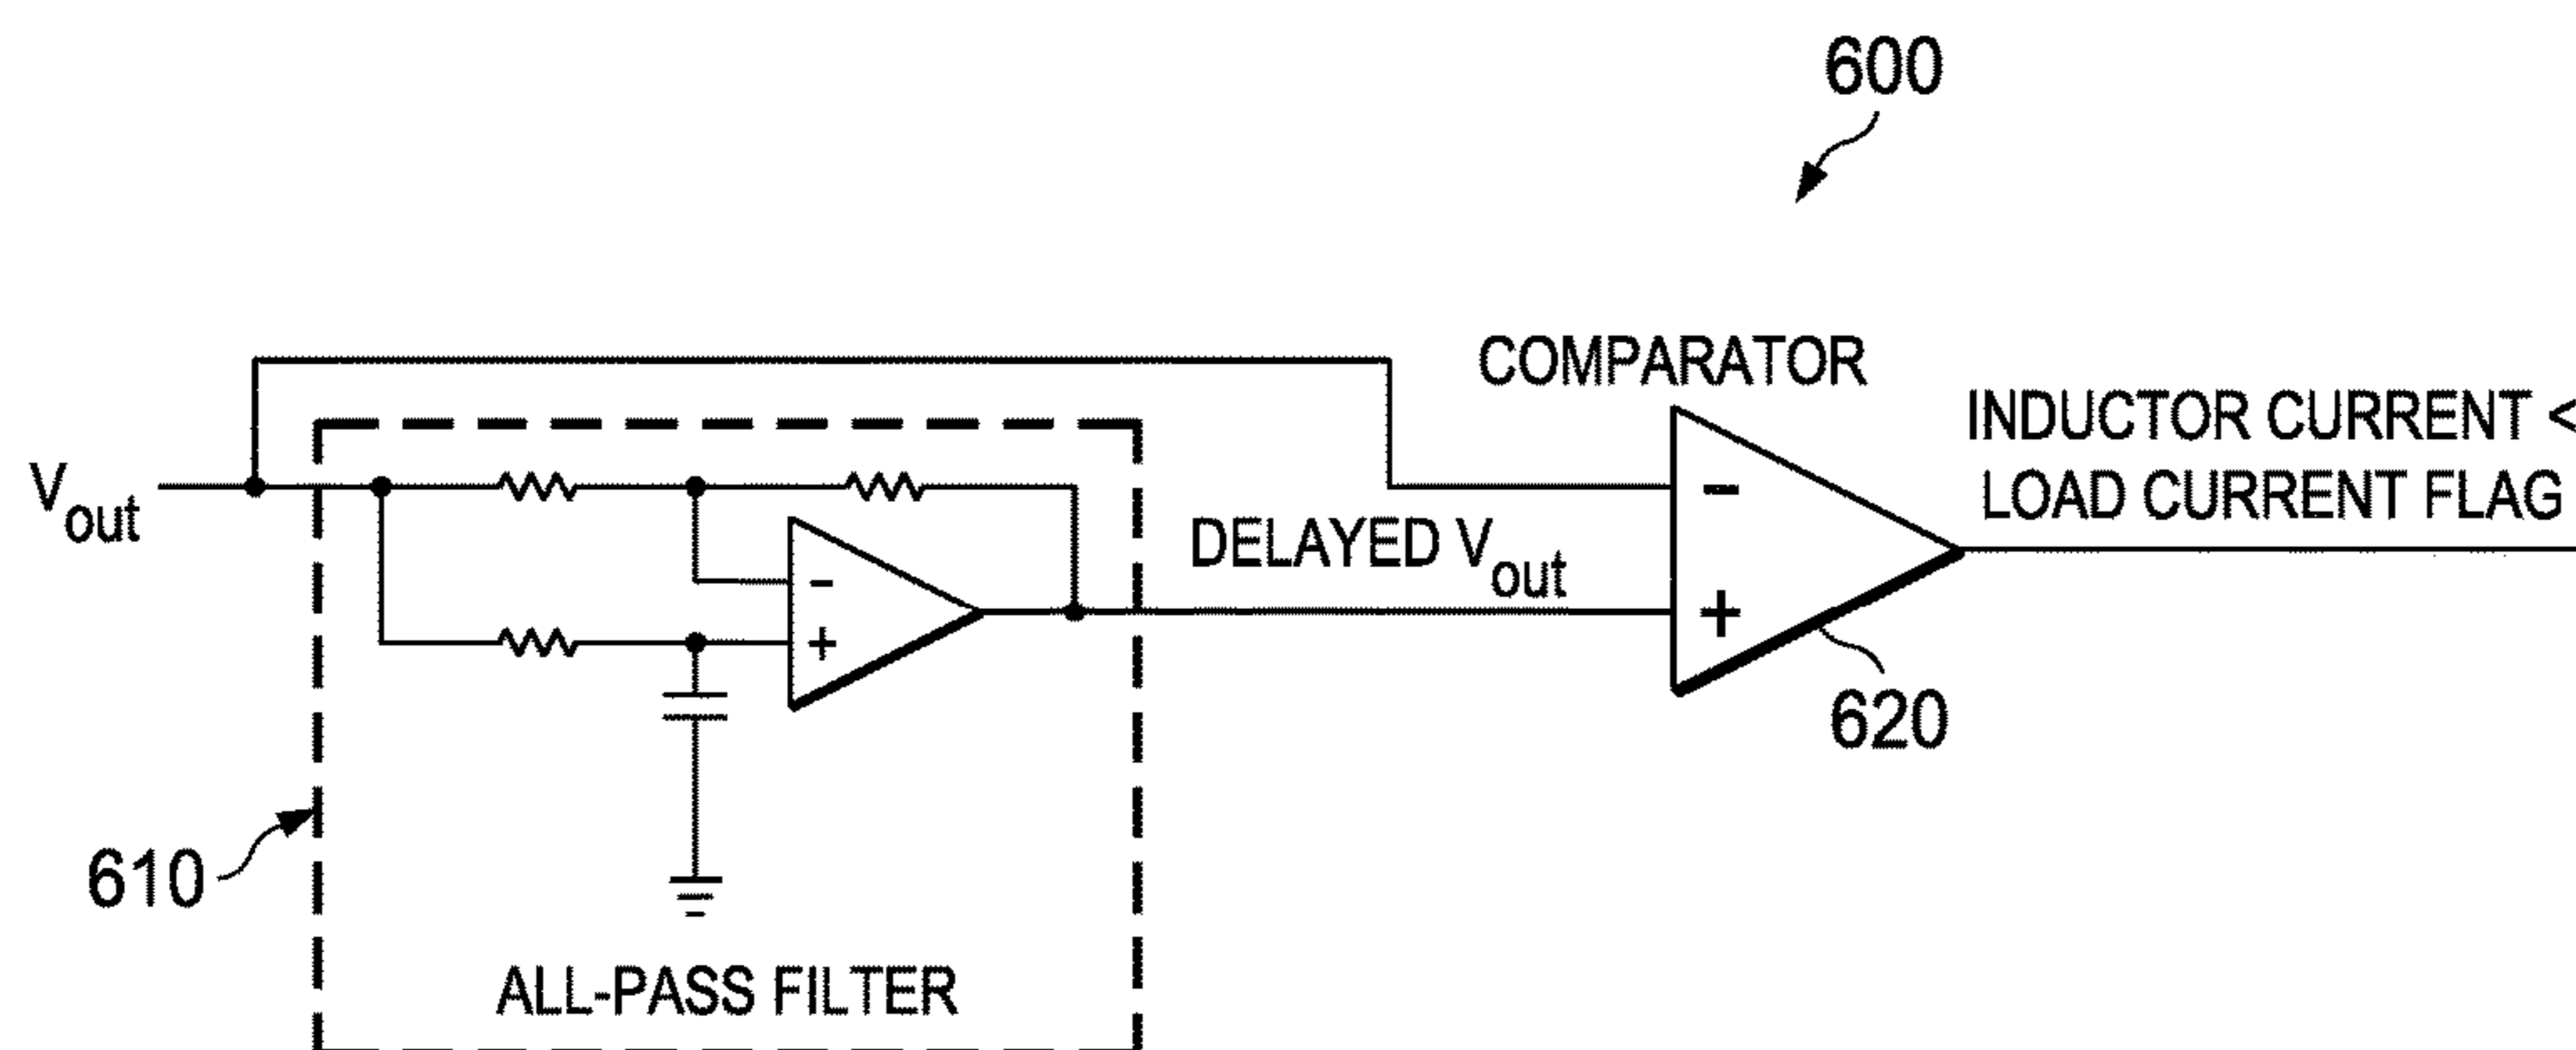 600
COMPARATOR
INDUCTOR CURRENT <
LOAD CURRENT FLAG
Vout
DELAYED Vout
-
+
-
+
620
610
ALL-PASS FILTER